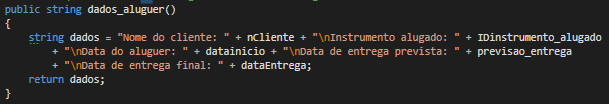 public string dados_aluguer()
{
string dados = "Nome do cliente: " + nCliente + "\nInstrumento alugado: " + IDinstrumento_alugado
+ "\nData do aluguer: " + datainicio + "\nData de entrega prevista: " + previsao_entrega
+ "\nData de entrega final: " + dataEntrega;
return dados;
}